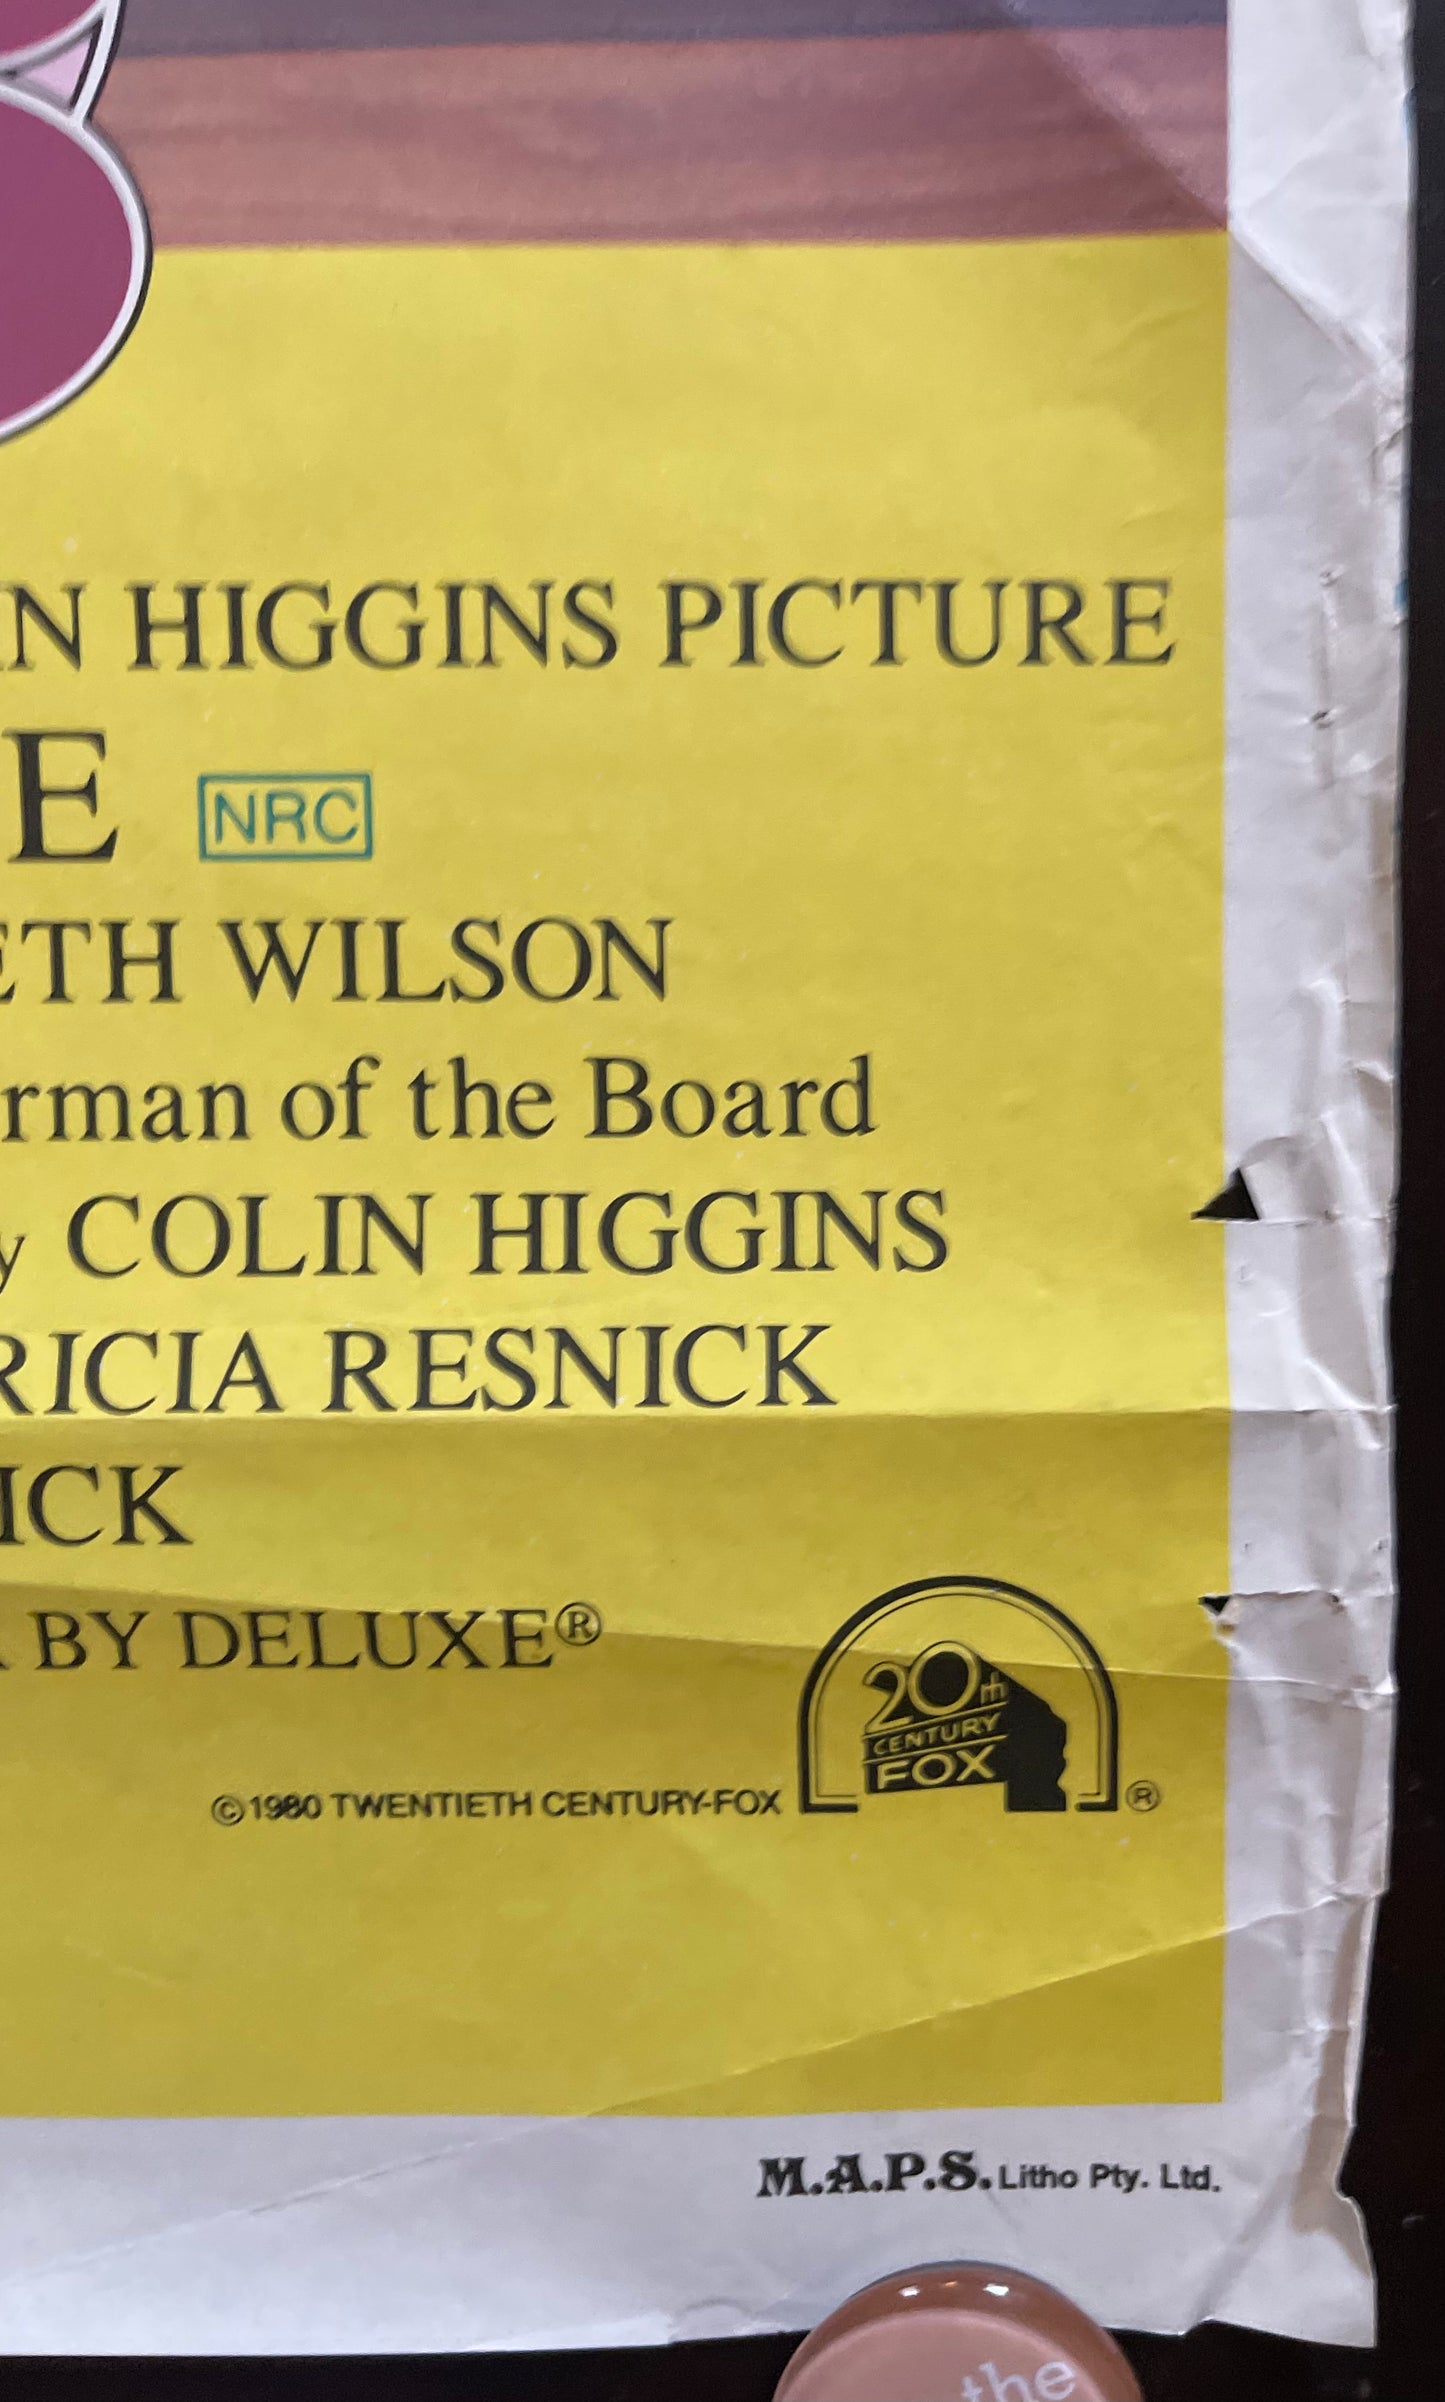 N HIGGINS PICTURE
E NRC
ETH WILSON
rman of the Board
y COLIN HIGGINS
RICIA RESNICK
ICK
BY DELUXE®
20th
CENTURY
FOX
©1980 TWENTIETH CENTURY-FOX ®
M.A.P.S. Litho Pty. Ltd.
the